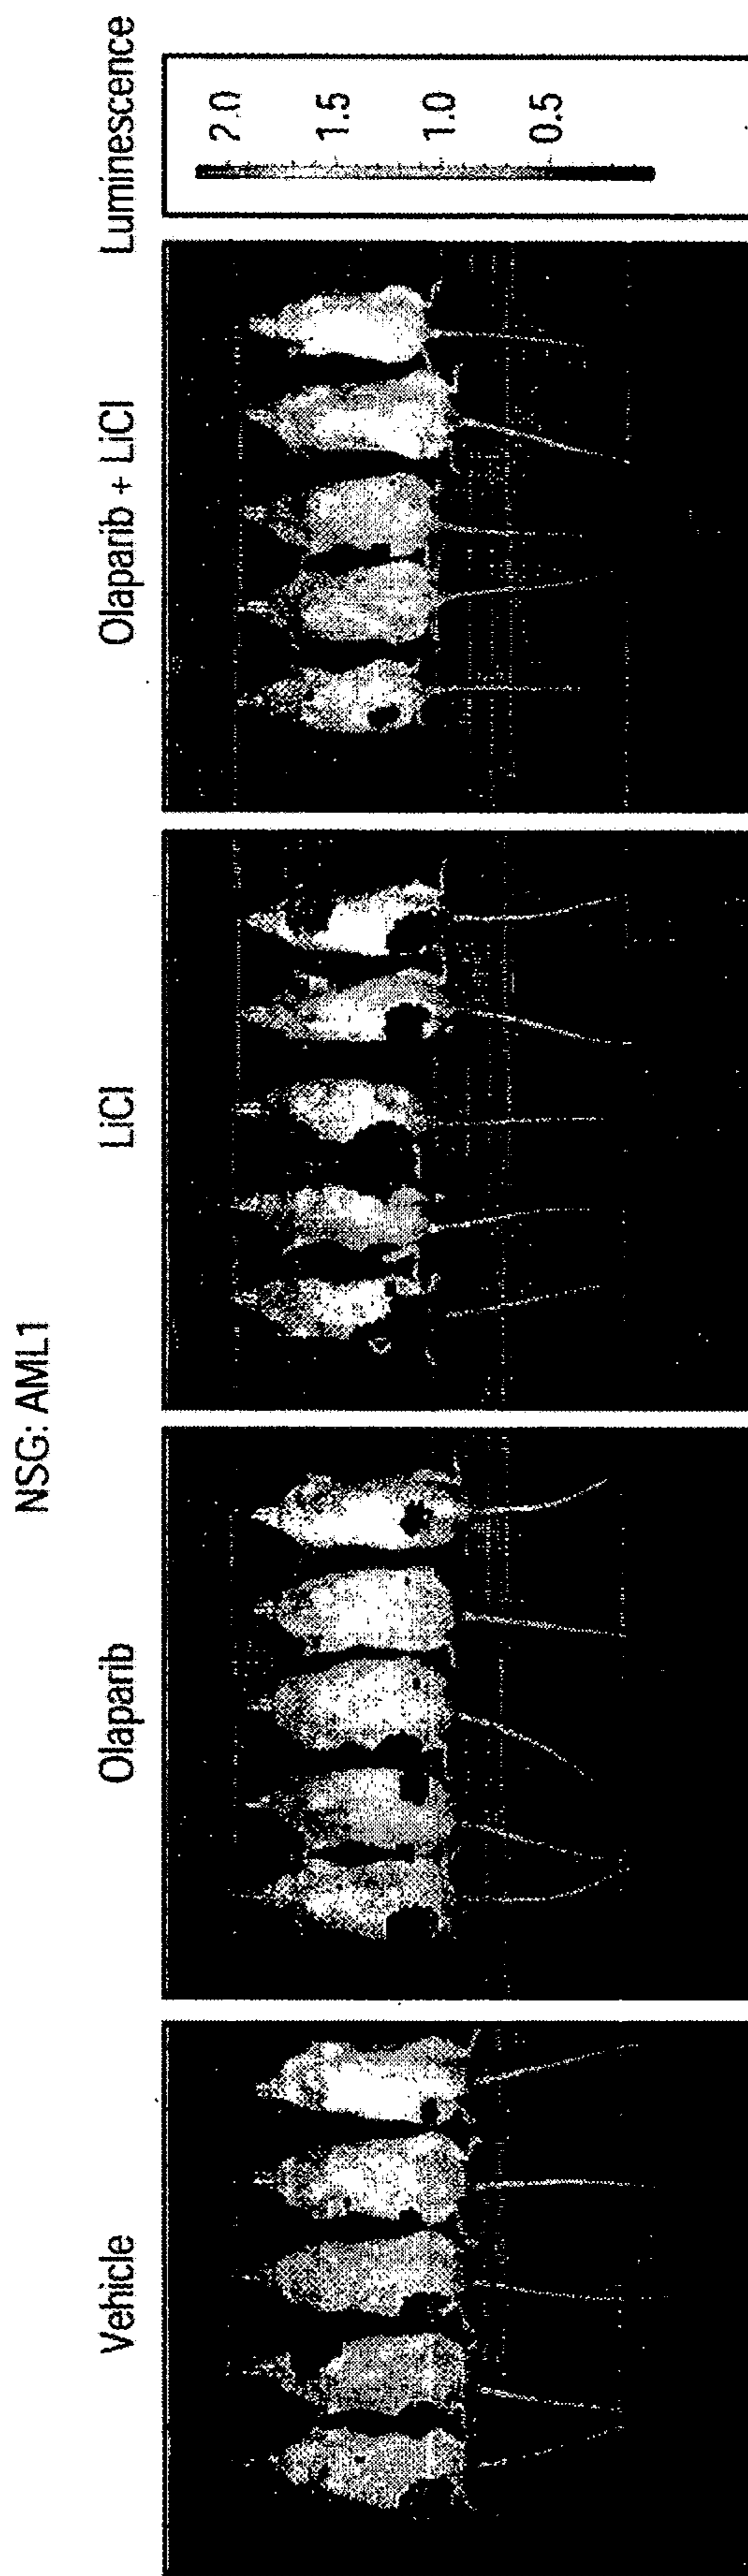 NSG: AML1
Vehicle
Olaparib
LiCl
Olaparib + LiCl
Luminescence
2.0
1.5
1.0
0.5